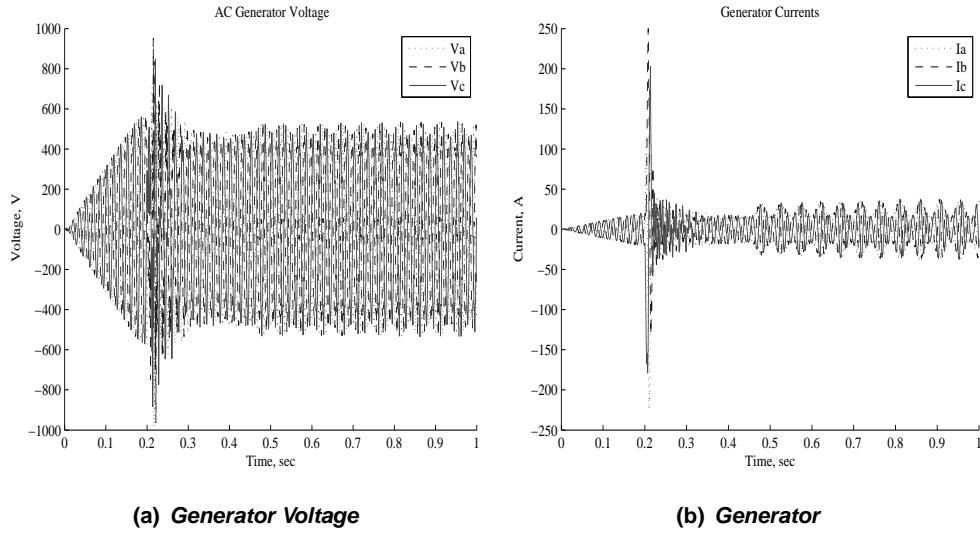 AC Generator Voltage
1000
800
600
400
200
0
−200
−400
−600
−800
−1000
Voltage, V
0 0.1 0.2 0.3 0.4 0.5 0.6 0.7 0.8 0.9 1
Time, sec
Va
Vb
Vc
(a) Generator Voltage
Generator Currents
250
200
150
100
50
0
−50
−100
−150
−200
−250
Current, A
0 0.1 0.2 0.3 0.4 0.5 0.6 0.7 0.8 0.9 1
Time, sec
Ia
Ib
Ic
(b) Generator Currents